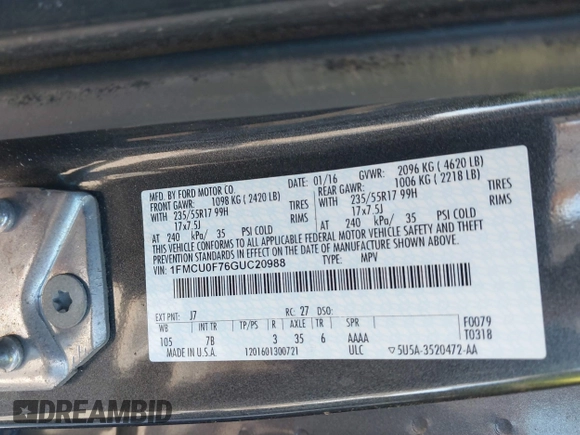 MFD. BY FORD MOTOR CO.
DATE: 01/16 GVWR: 2096 KG ( 4620 LB)
FRONT GAWR: 1098 KG ( 2420 LB) REAR GAWR: 1006 KG ( 2218 LB)
WITH 235/55R17 99H TIRES WITH 235/55R17 99H TIRES
17x7.5J RIMS 17x7.5J RIMS
AT 240 kPa/ 35 PSI COLD AT 240 kPa/ 35 PSI COLD
THIS VEHICLE CONFORMS TO ALL APPLICABLE FEDERAL MOTOR VEHICLE SAFETY, BUMPER, AND
THEFT PREVENTION STANDARDS IN EFFECT ON THE DATE OF MANUFACTURE SHOWN ABOVE.
VIN: 1FMCU0F76GUC20988 TYPE: MPV
EXT PNT: J7 RC: 27 DSO:
WB INT TR TP/PS R AXLE TR SPR F0079
105 7B 3 35 6 AAAA T0318
MADE IN U.S.A. 1201601300721 ULC ▽5U5A-3520472-AA
DREAMBID